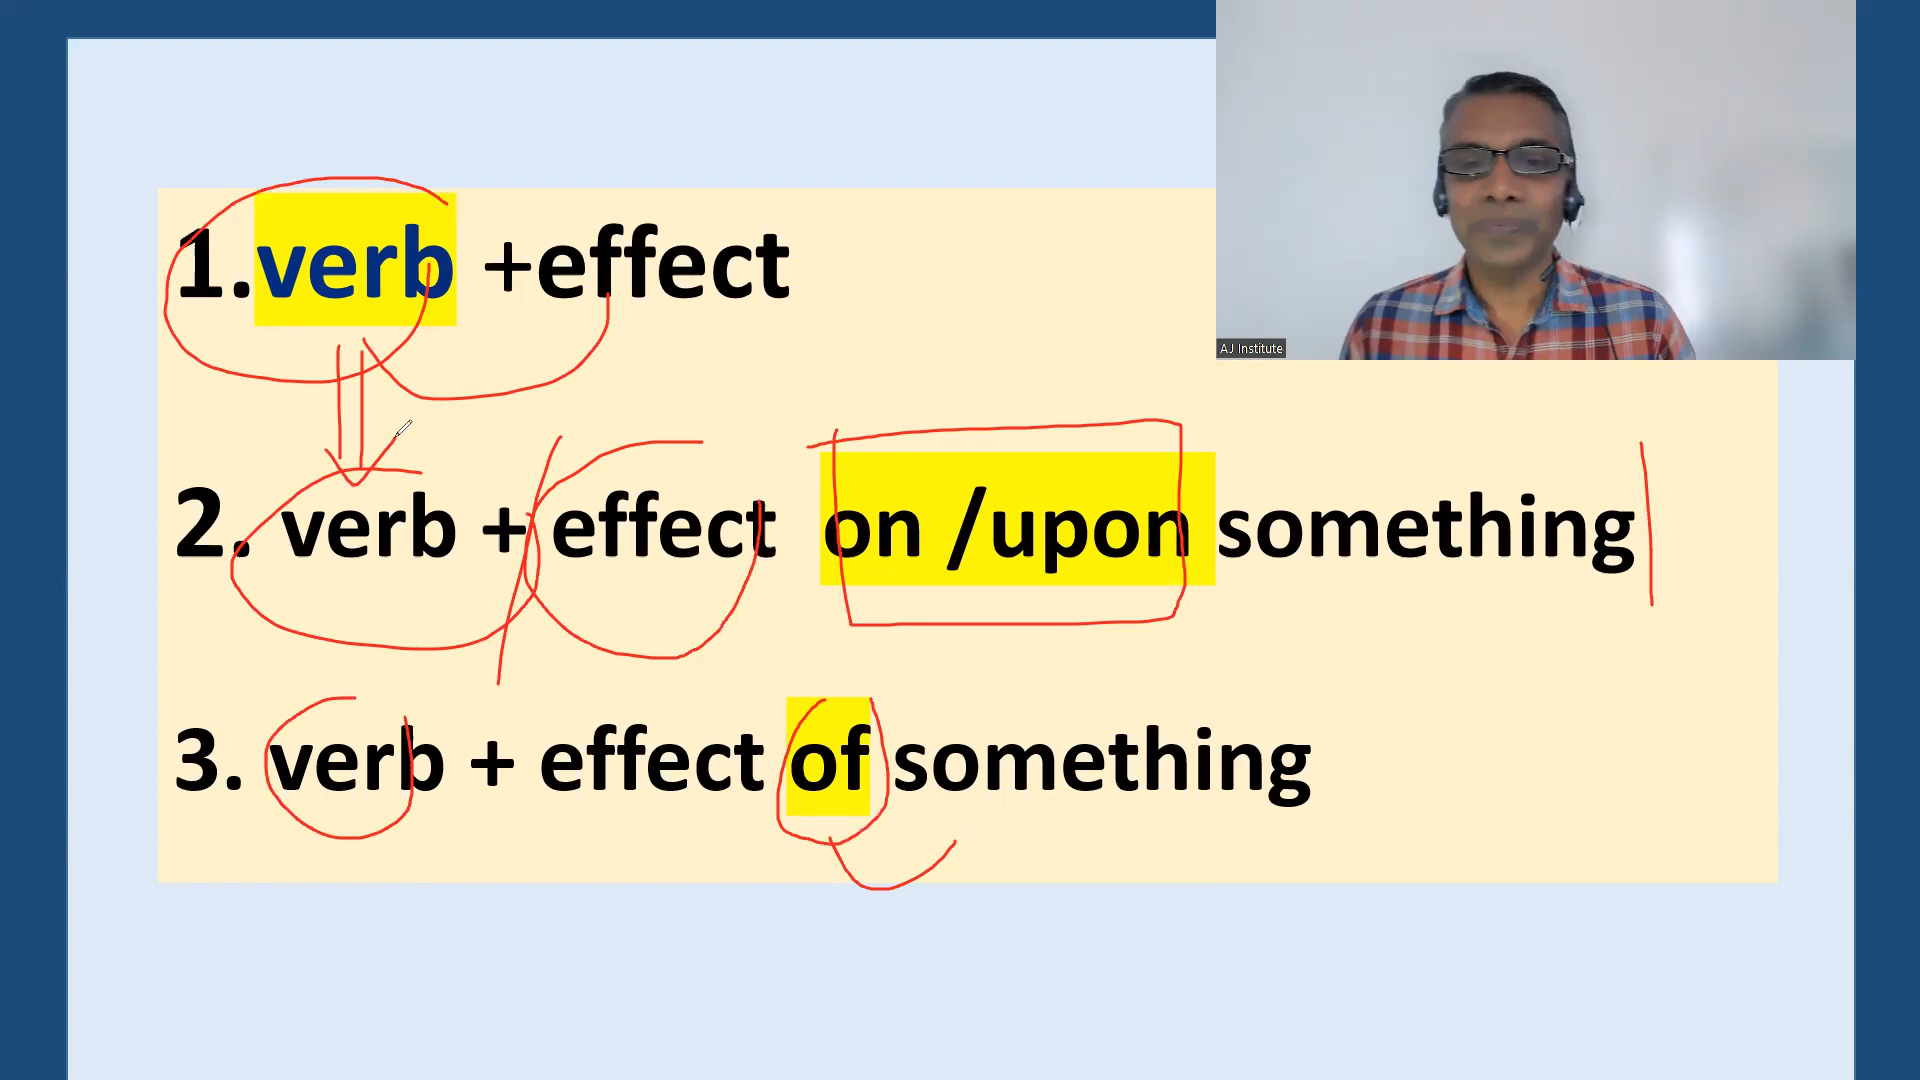 1.verb +effect
AJ Institute
2. verb + effect on /upon something
3. verb + effect of something